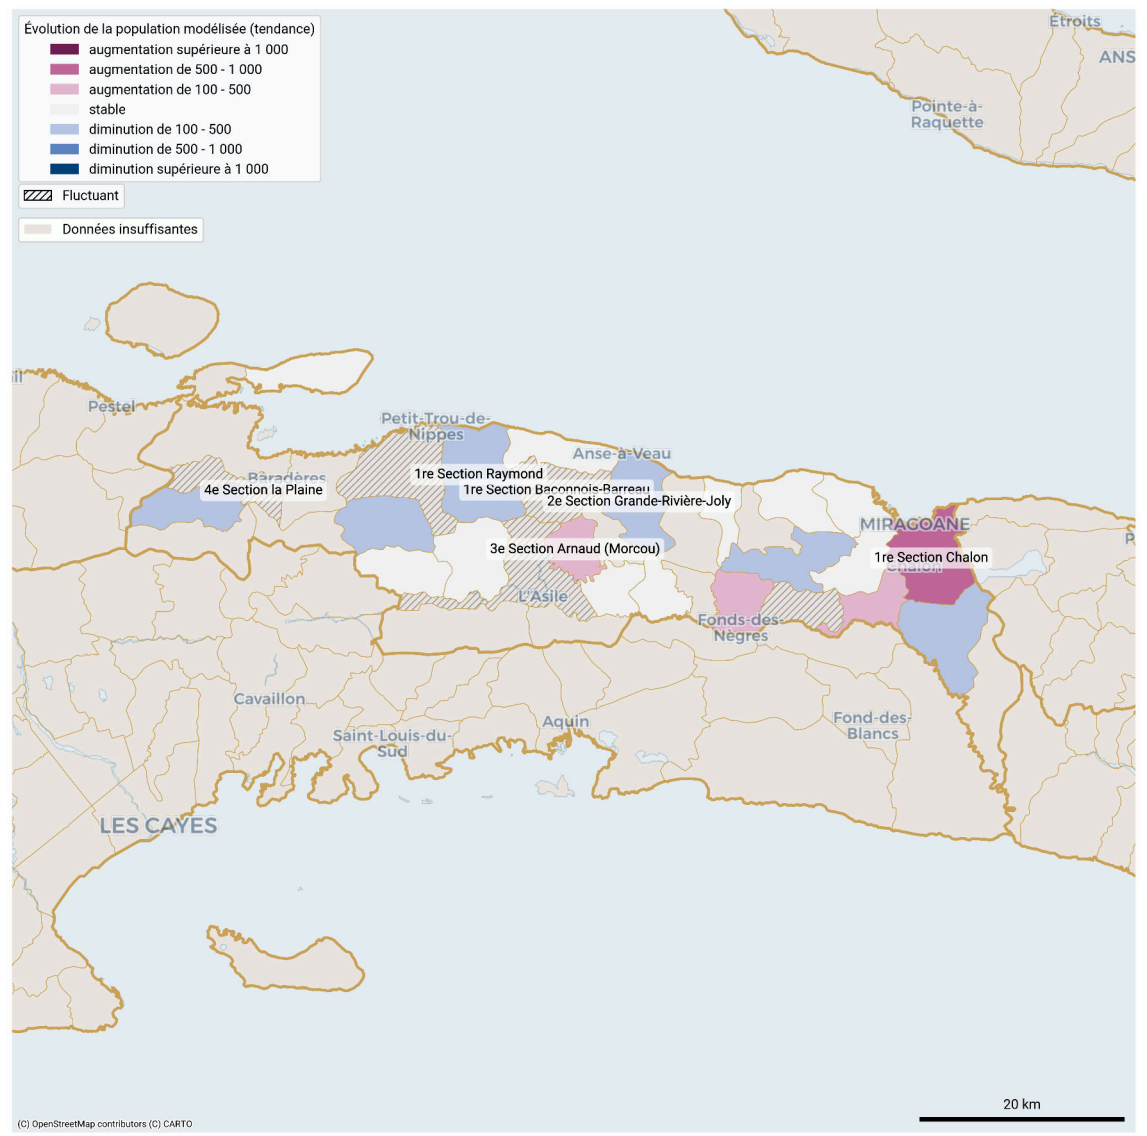 Évolution de la population modélisée (tendance)
augmentation supérieure à 1 000
augmentation de 500 - 1 000
augmentation de 100 - 500
stable
diminution de 100 - 500
diminution de 500 - 1 000
diminution supérieure à 1 000
Fluctuant
Données insuffisantes
Étroits
ANS
Pointe-à-
Raquette
il
Pestel
Petit-Trou-de-
Nippes
Anse-à-Veau
Baradères
1re Section Raymond
4e Section la Plaine
1re Section Baconnois-Barreau
2e Section Grande-Rivière-Joly
MIRAGOÂNE
P
3e Section Arnaud (Morcou)
1re Section Chalon
Chalon
L'Asile
Fonds-des-
Nègres
Cavaillon
Saint-Louis-du-
Sud
Aquin
Fond-des-
Blancs
LES CAYES
20 km
(C) OpenStreetMap contributors (C) CARTO